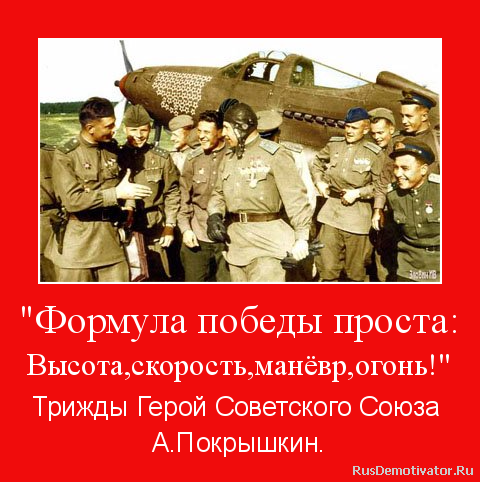 "Формула победы проста:
Высота,скорость,манёвр,огонь!"
Трижды Герой Советского Союза
А.Покрышкин.
RusDemotivator.Ru